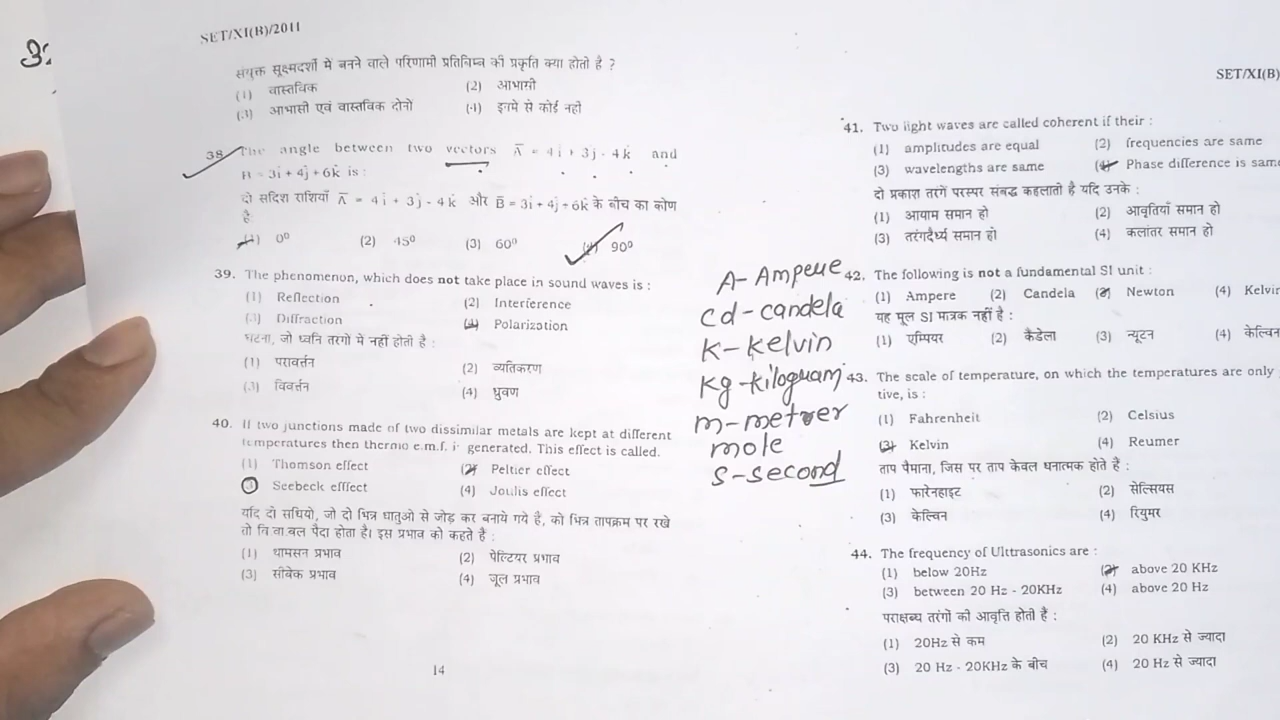 SET/XI(B)/2011
संयुक्त सूक्ष्मदर्शी में बनने वाले परिणामी प्रतिबिम्ब की प्रकृति क्या होती है ?
(1) वास्तविक (2) आभासी
(3) आभासी एवं वास्तविक दोनो (4) इनमे से कोई नही
38. The angle between two vectors A̅ = 4i + 3j - 4k̂ and
B = 3i + 4j + 6k̂ is :
दो सदिश राशियाँ A̅ = 4i + 3j - 4k̂ और B̅ = 3i + 4j + 6k̂ के बीच का कोण
है:
(1) 0⁰ (2) 45⁰ (3) 60⁰ (4) 90⁰
39. The phenomenon, which does not take place in sound waves is :
(1) Reflection (2) Interference
(3) Diffraction (4) Polarization
घटना, जो ध्वनि तरंगो में नहीं होती है :
(1) परावर्त्तन (2) व्यतिकरण
(3) विवर्त्तन (4) ध्रुवण
40. If two junctions made of two dissimilar metals are kept at different
temperatures then thermo e.m.f. is generated. This effect is called.
(1) Thomson effect (2) Peltier effect
(3) Seebeck efffect (4) Joulis effect
यदि दो संधियो, जो दो भिन्न धातुओ से जोड़ कर बनाये गये है, को भिन्न तापक्रम पर रखे
तो वि.वा.बल पैदा होता है। इस प्रभाव को कहते है :
(1) थामसन प्रभाव (2) पेल्टियर प्रभाव
(3) सीबेक प्रभाव (4) जूल प्रभाव
14
A- Ampere
cd - candela
K - Kelvin
Kg - kilogram
m - metrer
mole
S - second
SET/XI(B)
41. Two light waves are called coherent if their :
(1) amplitudes are equal (2) frequencies are same
(3) wavelengths are same (4) Phase difference is same
दो प्रकाश तरंगें परस्पर संबद्ध कहलाती है यदि उनके :
(1) आयाम समान हो (2) आवृतियाँ समान हो
(3) तरंगदैर्ध्य समान हो (4) कलांतर समान हो
42. The following is not a fundamental SI unit :
(1) Ampere (2) Candela (3) Newton (4) Kelvin
यह मूल SI मात्रक नहीं है :
(1) एम्पियर (2) कैडेला (3) न्यूटन (4) केल्विन
43. The scale of temperature, on which the temperatures are only
tive, is :
(1) Fahrenheit (2) Celsius
(3) Kelvin (4) Reumer
ताप पैमाना, जिस पर ताप केवल धनात्मक होते हैं :
(1) फारेनहाइट (2) सेल्सियस
(3) केल्विन (4) रियुमर
44. The frequency of Ulttrasonics are :
(1) below 20Hz (2) above 20 KHz
(3) between 20 Hz - 20KHz (4) above 20 Hz
पराक्षव्य तरंगो की आवृत्ति होती हैं :
(1) 20Hz से कम (2) 20 KHz से ज्यादा
(3) 20 Hz - 20KHz के बीच (4) 20 Hz से ज्यादा